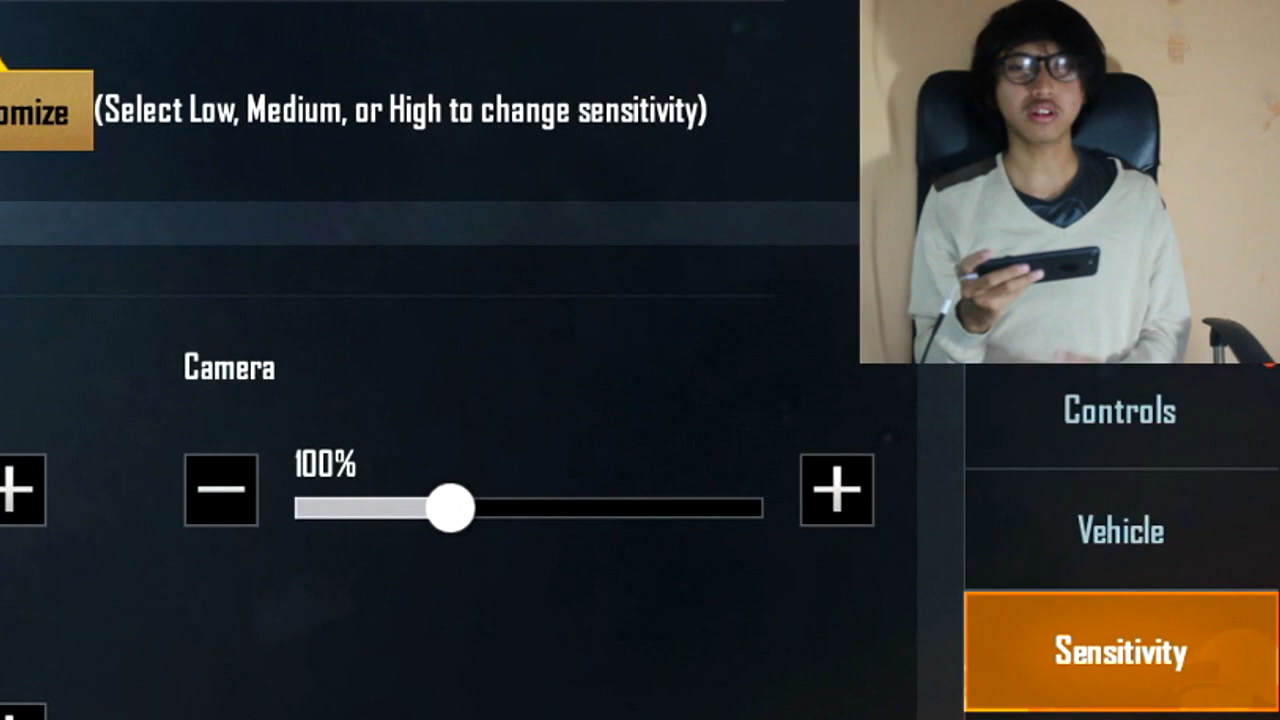 omize (Select Low, Medium, or High to change sensitivity)
Camera
100%
Controls
Vehicle
Sensitivity